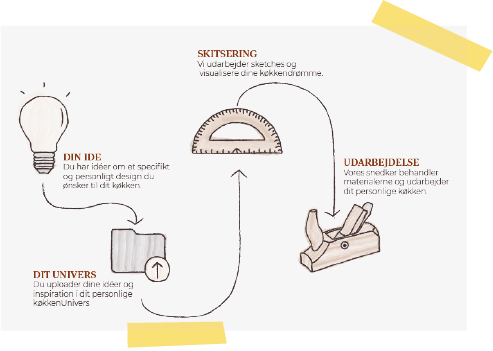 DIN IDE
Du har idéer om et specifikt
og personligt design du
ønsker til dit køkken.
DIT UNIVERS
Du uploader dine idéer og
inspiration i dit personlige
køkkenUnivers
SKITSERING
Vi udarbejder sketches og
visualisere dine køkkendrømme.
UDARBEJDELSE
Vores snedker behandler
materialerne og udarbejder
dit personlige køkken.